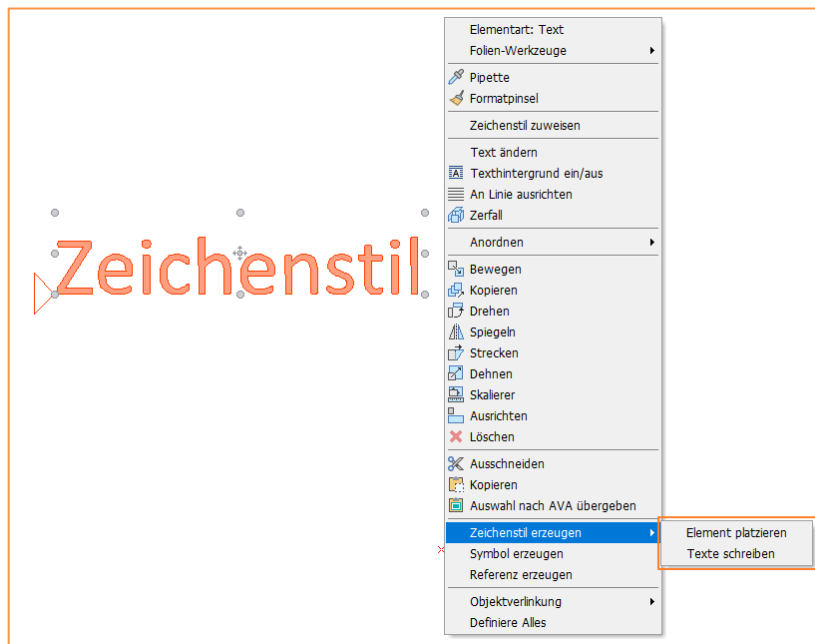 Zeichenstil
Elementart: Text
Folien-Werkzeuge
Pipette
Formatpinsel
Zeichenstil zuweisen
Text ändern
Texthintergrund ein/aus
An Linie ausrichten
Zerfall
Anordnen
Bewegen
Kopieren
Drehen
Spiegeln
Strecken
Dehnen
Skalierer
Ausrichten
Löschen
Ausschneiden
Kopieren
Auswahl nach AVA übergeben
Zeichenstil erzeugen
Element platzieren
Texte schreiben
Symbol erzeugen
Referenz erzeugen
Objektverlinkung
Definiere Alles